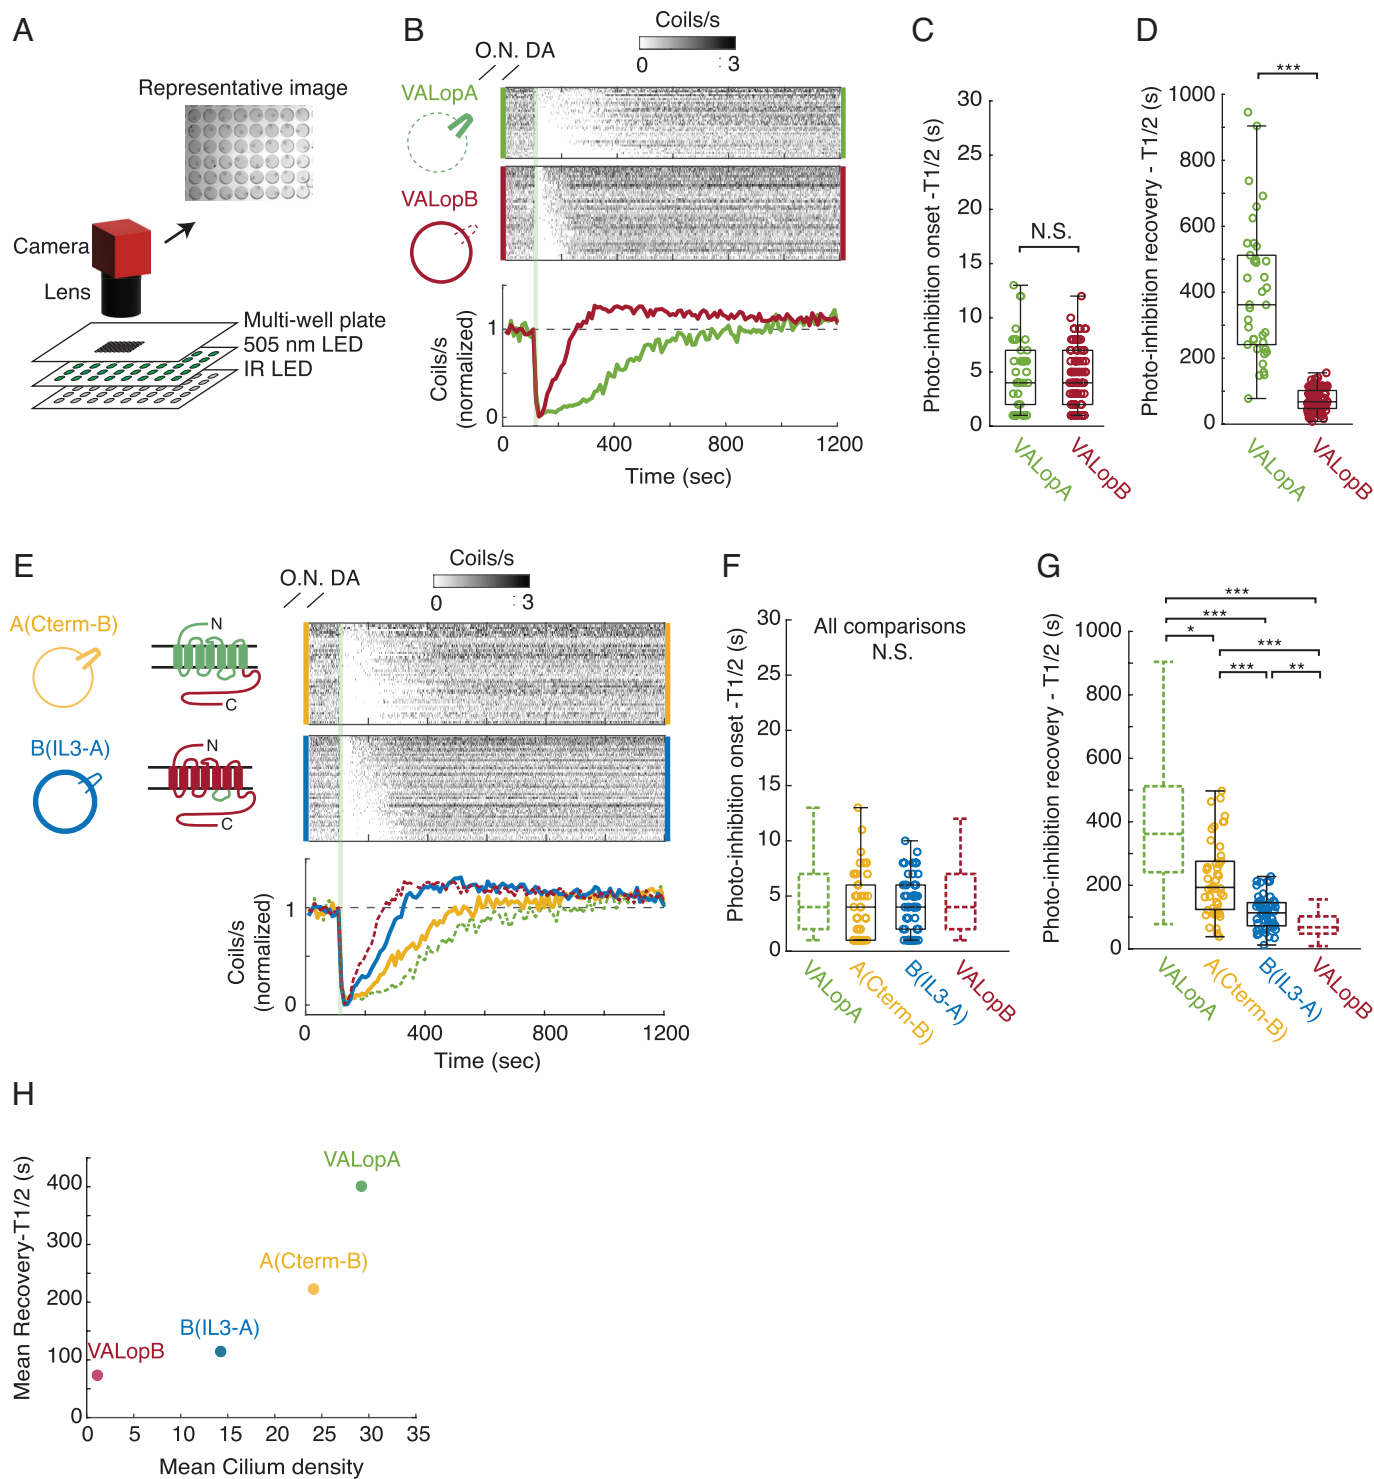 A
Representative image
Camera
Lens
Multi-well plate
505 nm LED
IR LED
B
Coils/s
0 3
O.N. DA
VALopA
VALopB
Coils/s
(normalized)
1
0
0 400 800 1200
Time (sec)
C
Photo-inhibition onset -T1/2 (s)
30
25
20
15
10
5
0
N.S.
VALopA
VALopB
D
Photo-inhibition recovery - T1/2 (s)
1000
800
600
400
200
0
***
VALopA
VALopB
E
Coils/s
0 3
O.N. DA
A(Cterm-B)
N
C
B(IL3-A)
N
C
Coils/s
(normalized)
1
0
0 400 800 1200
Time (sec)
F
Photo-inhibition onset -T1/2 (s)
30
25
20
15
10
5
0
All comparisons
N.S.
VALopA
A(Cterm-B)
B(IL3-A)
VALopB
G
Photo-inhibition recovery - T1/2 (s)
1000
800
600
400
200
0
***
***
*
***
*** **
VALopA
A(Cterm-B)
B(IL3-A)
VALopB
H
Mean Recovery-T1/2 (s)
400
300
200
100
0
VALopA
A(Cterm-B)
B(IL3-A)
VALopB
0 5 10 15 20 25 30 35
Mean Cilium density